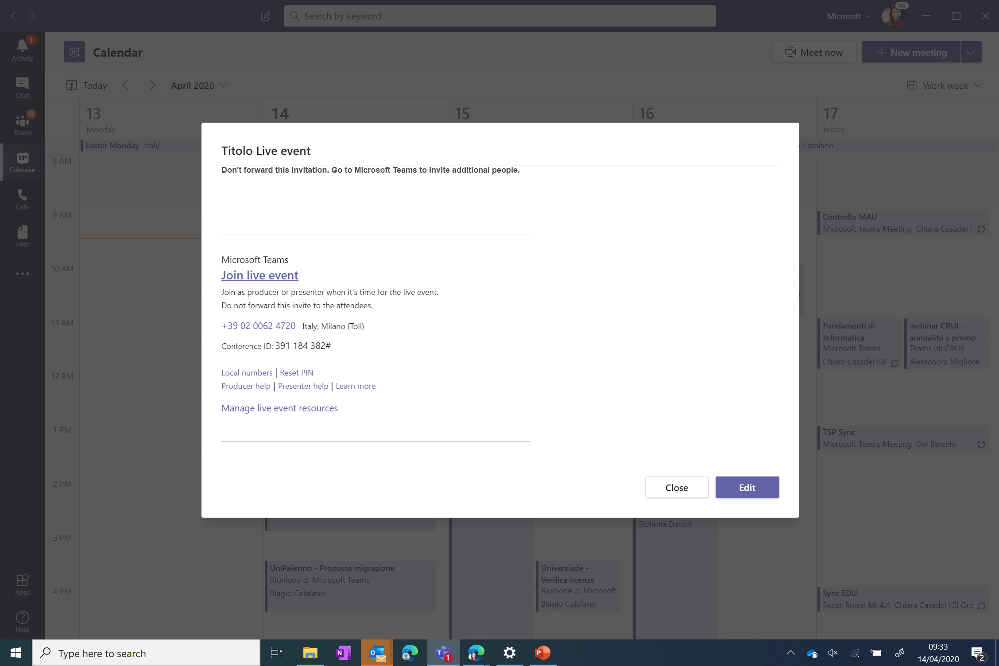 Search by keyword
Microsoft
MS
1
Activity
Chat
@
Teams
Calendar
Calls
Files
Apps
Help
Calendar
Meet now
New meeting
Today
April 2020
Work week
13
Monday
14
15
16
17
Friday
Easter Monday Italy
Catalano
8 AM
9 AM
10 AM
11 AM
12 PM
1 PM
2 PM
3 PM
4 PM
Titolo Live event
Don't forward this invitation. Go to Microsoft Teams to invite additional people.
Microsoft Teams
Join live event
Join as producer or presenter when it's time for the live event.
Do not forward this invite to the attendees.
+39 02 0062 4720 Italy, Milano (Toll)
Conference ID: 391 184 382#
Local numbers | Reset PIN
Producer help | Presenter help | Learn more
Manage live event resources
Close
Edit
Controllo MAU
Microsoft Teams Meeting Chiara Casadei (
Fondamenti di
Informatica
Microsoft Teams
Chiara Casadei (GI
webinar CRUI -
annualità e promo
Teams (di CRUI)
Alessandra Migliore
TSP Sync
Microsoft Teams Meeting Ovi Barceló
Stefania Danieli
UniPalermo - Proposta migrazione
Riunione di Microsoft Teams
Biagio Catalano
Universiade -
Verifica licenze
Riunione di Microsoft
Biagio Catalano
Sync EDU
Focus Room Mi 4.A Chiara Casadei (GI Grc
Type here to search
1
09:33
14/04/2020
2